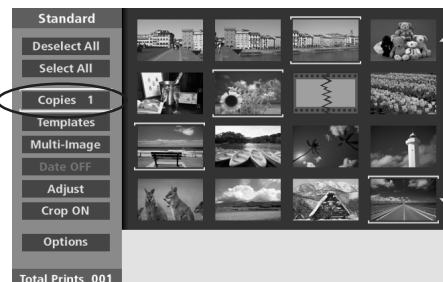 Standard
Deselect All
Select All
Copies 1
Templates
Multi-Image
Date OFF
Adjust
Crop ON
Options
Total Prints 001